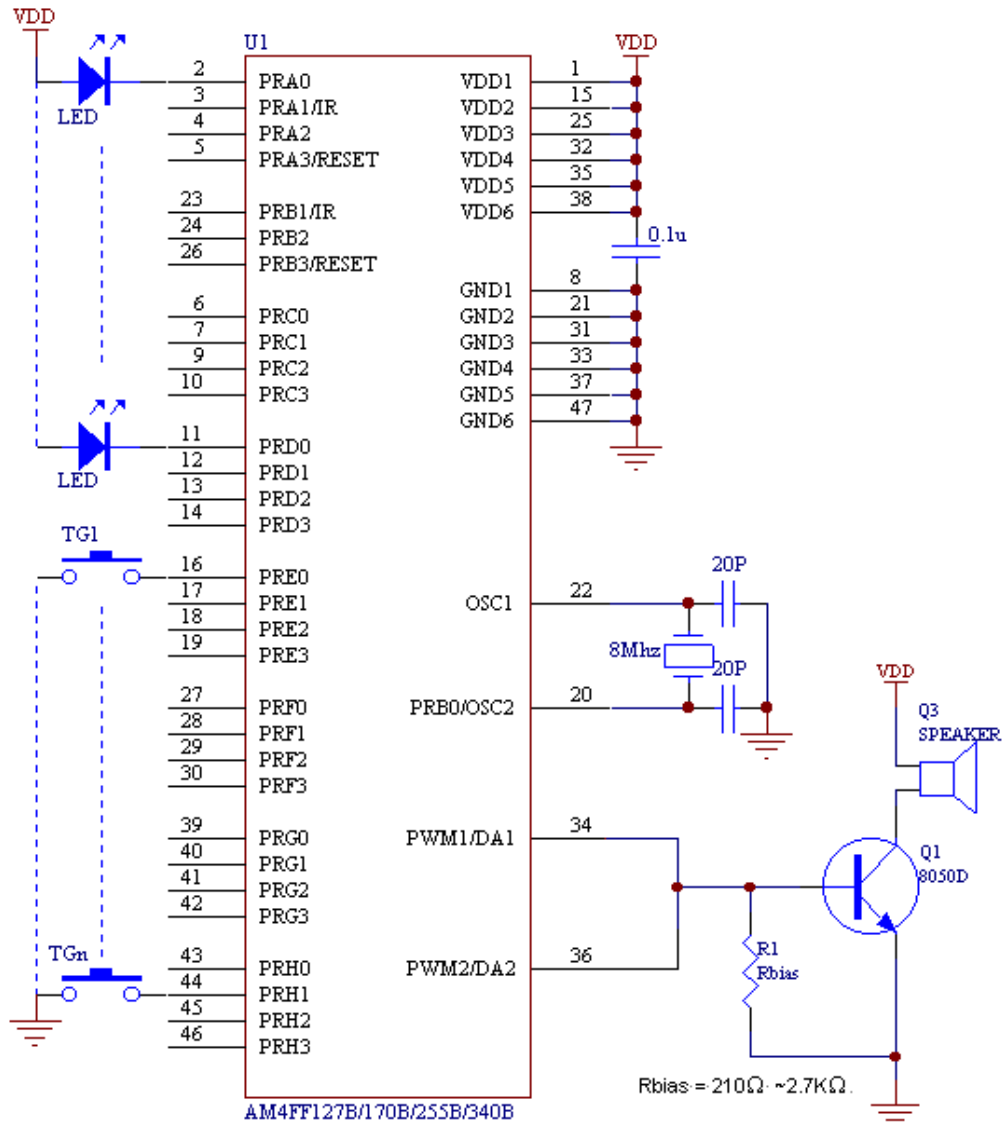 VDD
U1
VDD
LED
2 PRA0
3 PRA1/IR
4 PRA2
5 PRA3/RESET
23 PRB1/IR
24 PRB2
26 PRB3/RESET
6 PRC0
7 PRC1
9 PRC2
10 PRC3
LED
11 PRD0
12 PRD1
13 PRD2
14 PRD3
TG1
16 PRE0
17 PRE1
18 PRE2
19 PRE3
27 PRF0
28 PRF1
29 PRF2
30 PRF3
39 PRG0
40 PRG1
41 PRG2
42 PRG3
TGn
43 PRH0
44 PRH1
45 PRH2
46 PRH3
VDD1 1
VDD2 15
VDD3 25
VDD4 32
VDD5 35
VDD6 38
0.1u
GND1 8
GND2 21
GND3 31
GND4 33
GND5 37
GND6 47
OSC1 22
20P
8Mhz
20P
PRB0/OSC2 20
VDD
Q3
SPEAKER
PWM1/DA1 34
Q1
8050D
PWM2/DA2 36
R1
Rbias
Rbias = 210Ω ~2.7KΩ.
AM4FF127B/170B/255B/340B